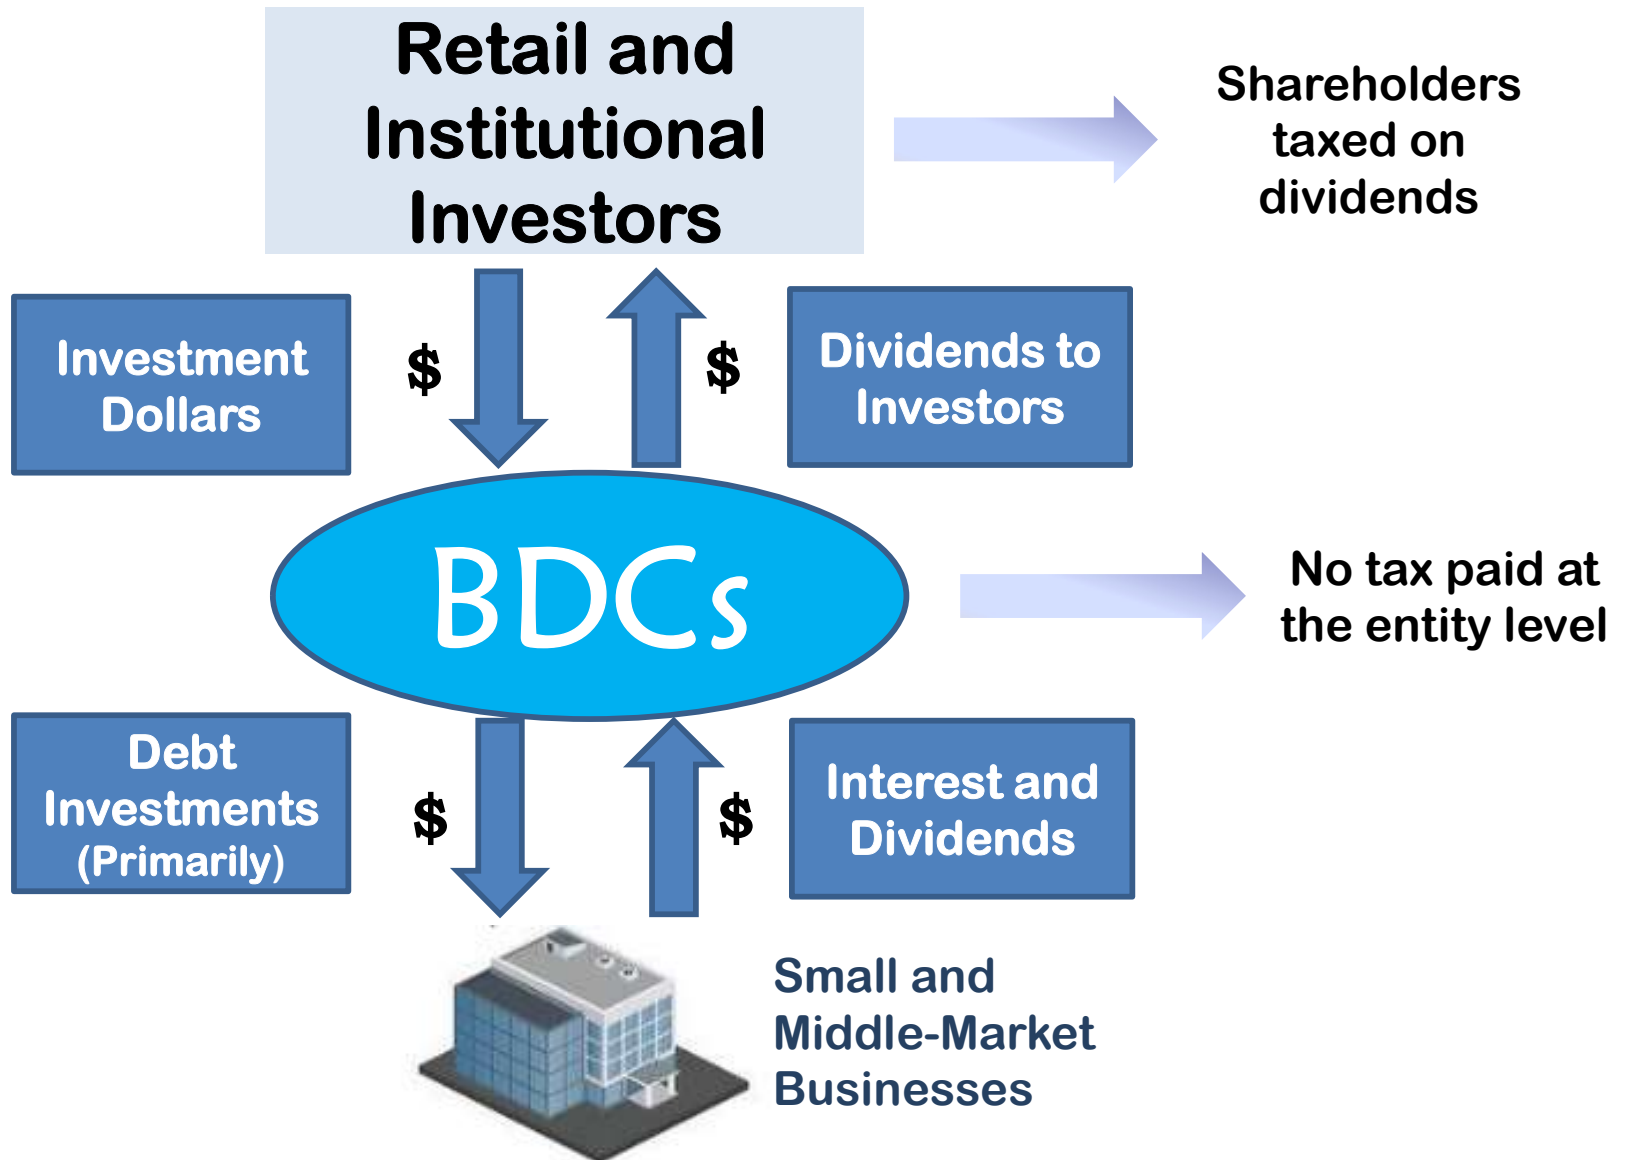 Retail and
Institutional
Investors
Shareholders
taxed on
dividends
Investment
Dollars
$
$
Dividends to
Investors
BDCs
No tax paid at
the entity level
Debt
Investments
(Primarily)
$
$
Interest and
Dividends
Small and
Middle-Market
Businesses